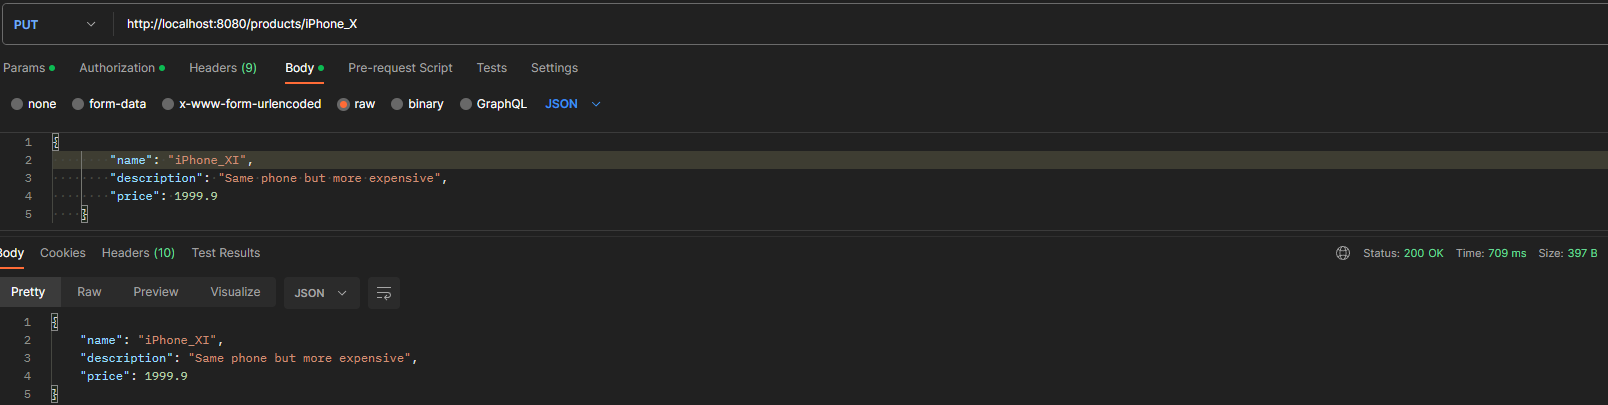 PUT http://localhost:8080/products/iPhone_X
Params Authorization Headers (9) Body Pre-request Script Tests Settings
none form-data x-www-form-urlencoded raw binary GraphQL JSON
1 {
2 "name": "iPhone_XI",
3 "description": "Same phone but more expensive",
4 "price": 1999.9
5 }
Body Cookies Headers (10) Test Results Status: 200 OK Time: 709 ms Size: 397 B
Pretty Raw Preview Visualize JSON
1 {
2 "name": "iPhone_XI",
3 "description": "Same phone but more expensive",
4 "price": 1999.9
5 }